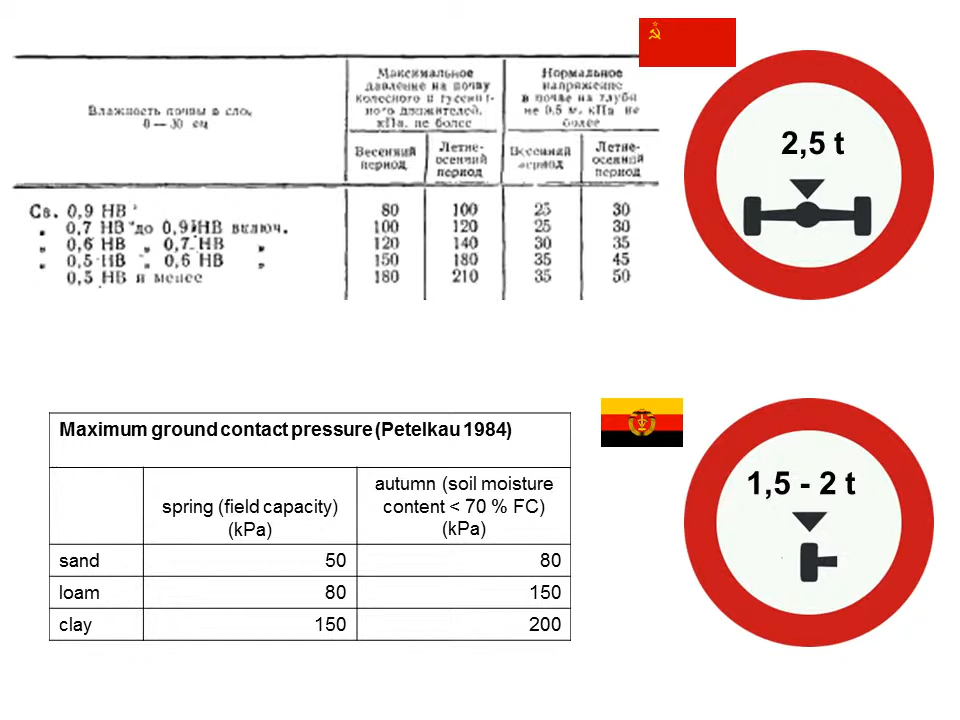 Влажность почвы в слое
0 — 30 см
Максимальное
давление на почву
колесного и гусенич-
ного движителей,
кПа, не более
Нормальное
напряжение
в почве на глуби-
не 0,5 м, кПа не
более
Весенний
период
Летне-
осенний
период
Весенний
период
Летне-
осенний
период
Св. 0,9 НВ 80 100 25 30
„ 0,7 НВ до 0,9 НВ включ. 100 120 25 30
„ 0,6 НВ „ 0,7 НВ „ 120 140 30 35
„ 0,5 НВ „ 0,6 НВ „ 150 180 35 45
0,5 НВ и менее 180 210 35 50
2,5 t
Maximum ground contact pressure (Petelkau 1984)
spring (field capacity)
(kPa)
autumn (soil moisture
content < 70 % FC)
(kPa)
sand 50 80
loam 80 150
clay 150 200
1,5 - 2 t